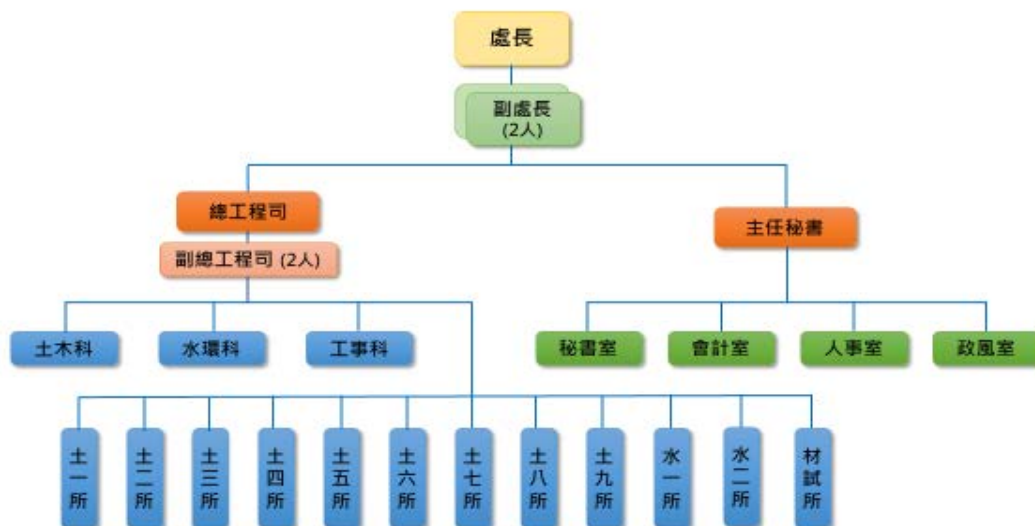 處長
副處長
(2人)
總工程司
主任秘書
副總工程司 (2人)
土木科
水環科
工事科
秘書室
會計室
人事室
政風室
土一所
土二所
土三所
土四所
土五所
土六所
土七所
土八所
土九所
水一所
水二所
材試所